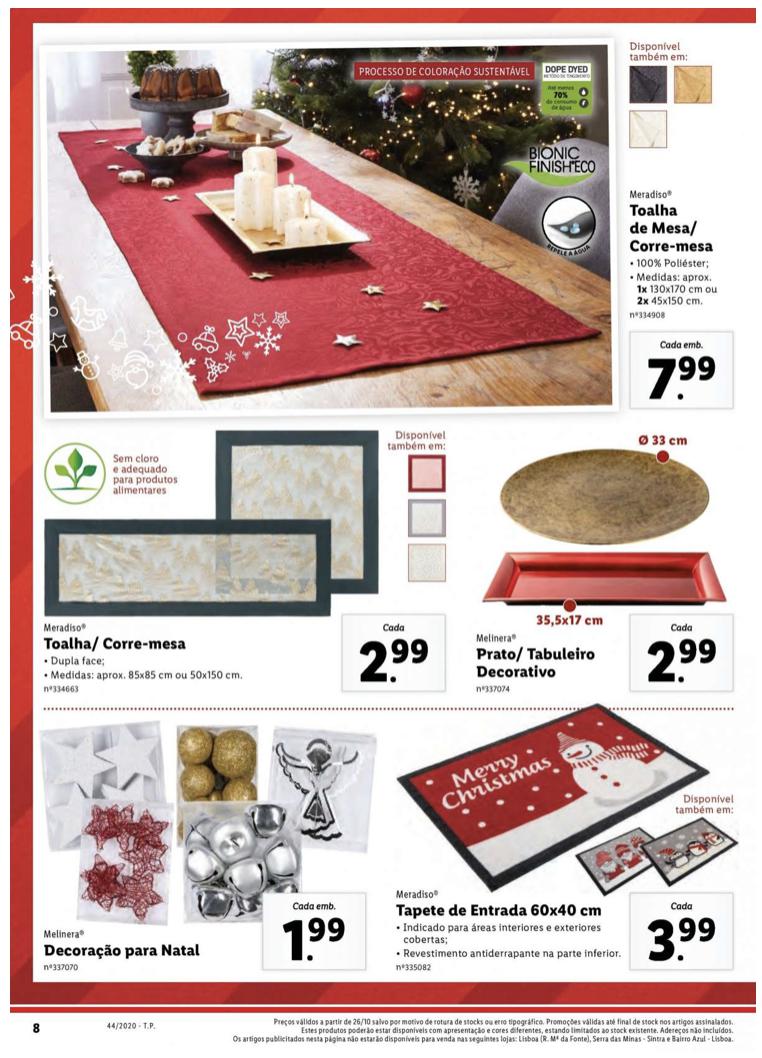 PROCESSO DE COLORAÇÃO SUSTENTÁVEL
DOPE DYED
MÉTODO DE TINGIMENTO
Até menos
70%
do consumo
de água
BIONIC
FINISH®ECO
REPELE A ÁGUA
Disponível
também em:
Meradiso®
Toalha
de Mesa/
Corre-mesa
• 100% Poliéster;
• Medidas: aprox.
1x 130x170 cm ou
2x 45x150 cm.
nº334908
Cada emb.
7.99
Sem cloro
e adequado
para produtos
alimentares
Disponível
também em:
Meradiso®
Toalha/ Corre-mesa
• Dupla face;
• Medidas: aprox. 85x85 cm ou 50x150 cm.
nº334663
Cada
2.99
Ø 33 cm
35,5x17 cm
Melinera®
Prato/ Tabuleiro
Decorativo
nº337074
Cada
2.99
Melinera®
Decoração para Natal
nº337070
Cada emb.
1.99
Merry
Christmas
Disponível
também em:
Meradiso®
Tapete de Entrada 60x40 cm
• Indicado para áreas interiores e exteriores
cobertas;
• Revestimento antiderrapante na parte inferior.
nº335082
Cada
3.99
8
44/2020 - T.P.
Preços válidos a partir de 26/10 salvo por motivo de rotura de stocks ou erro tipográfico. Promoções válidas até final de stock nos artigos assinalados.
Estes produtos poderão estar disponíveis com apresentação e cores diferentes, estando limitados ao stock existente. Adereços não incluídos.
Os artigos publicitados nesta página não estarão disponíveis para venda nas seguintes lojas: Lisboa (R. Mª da Fonte), Serra das Minas - Sintra e Bairro Azul - Lisboa.